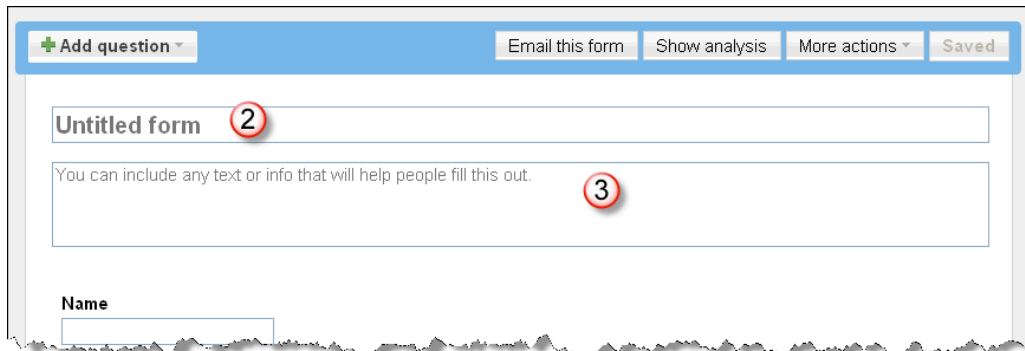 Add question
Email this form
Show analysis
More actions
Saved
Untitled form
2
You can include any text or info that will help people fill this out.
3
Name